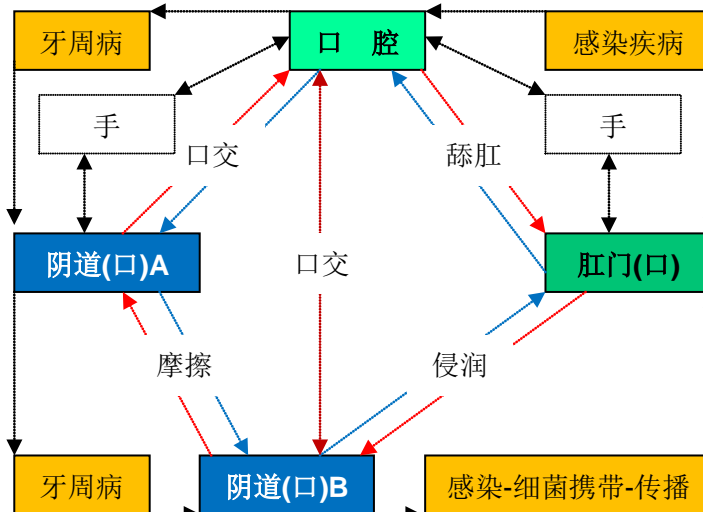 牙周病
口 腔
感染疾病
手
手
口交
舔肛
阴道(口)A
口交
肛门(口)
摩擦
侵润
牙周病
阴道(口)B
感染-细菌携带-传播